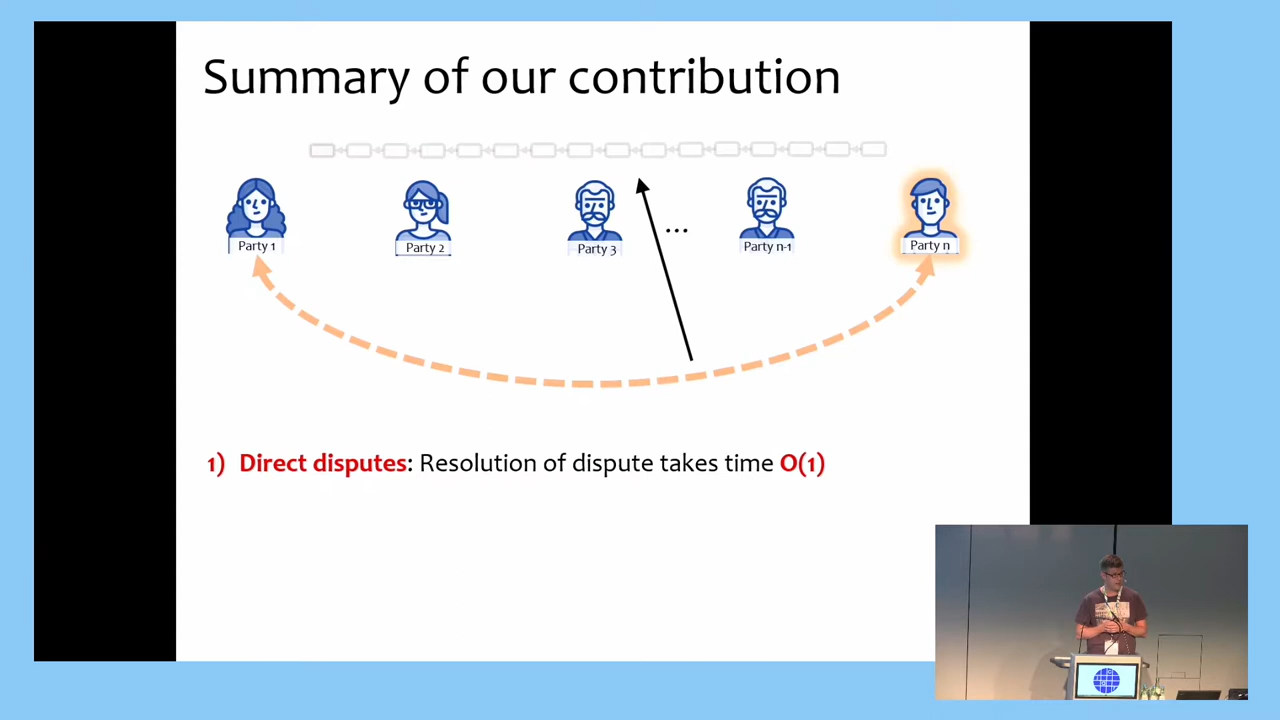 Summary of our contribution
Party 1
Party 2
Party 3
...
Party n-1
Party n
1) Direct disputes: Resolution of dispute takes time O(1)